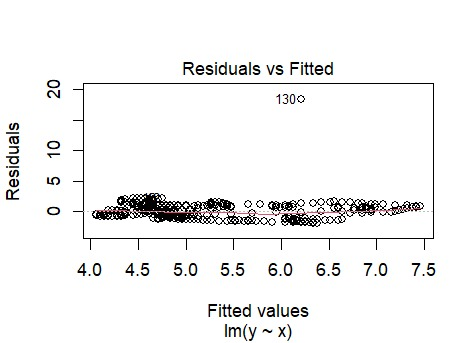 Residuals vs Fitted
Residuals
20
10
5
0
130
4.0 4.5 5.0 5.5 6.0 6.5 7.0 7.5
Fitted values
lm(y ~ x)